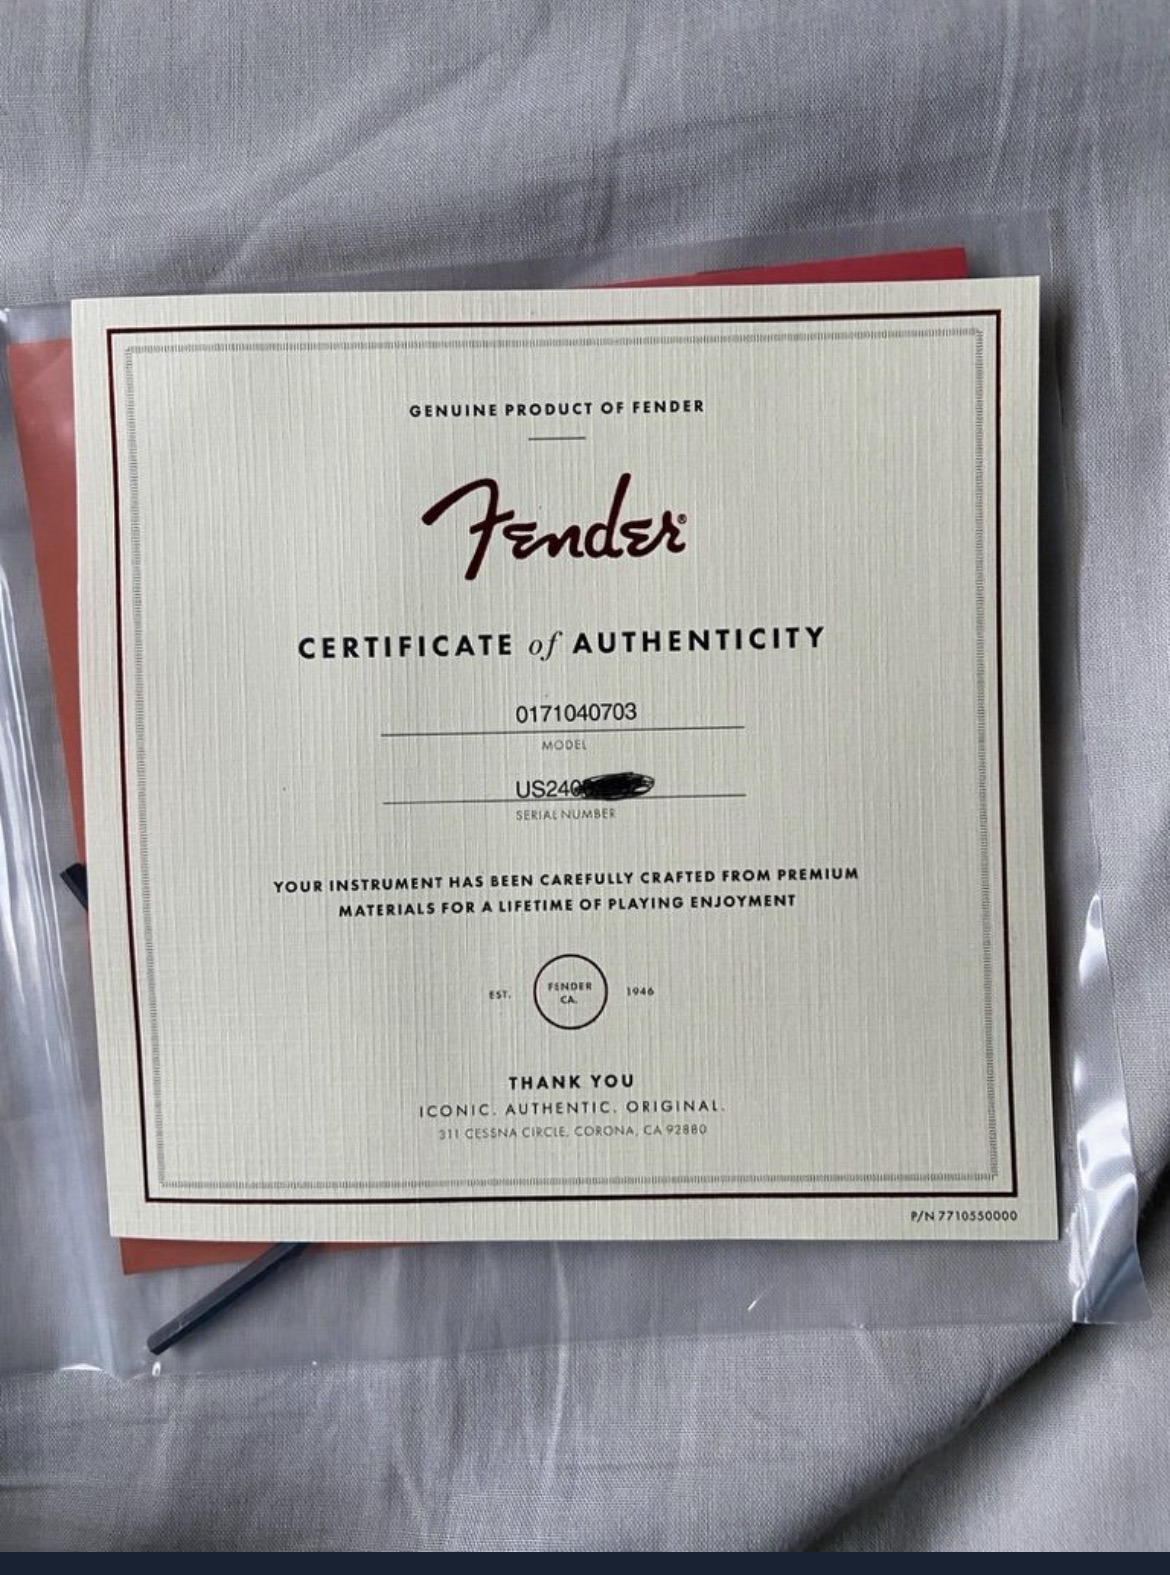 GENUINE PRODUCT OF FENDER
Fender®
CERTIFICATE of AUTHENTICITY
0171040703
MODEL
US240
SERIAL NUMBER
YOUR INSTRUMENT HAS BEEN CAREFULLY CRAFTED FROM PREMIUM
MATERIALS FOR A LIFETIME OF PLAYING ENJOYMENT
EST. FENDER CA. 1946
THANK YOU
ICONIC. AUTHENTIC. ORIGINAL.
311 CESSNA CIRCLE, CORONA, CA 92880
P/N 7710550000